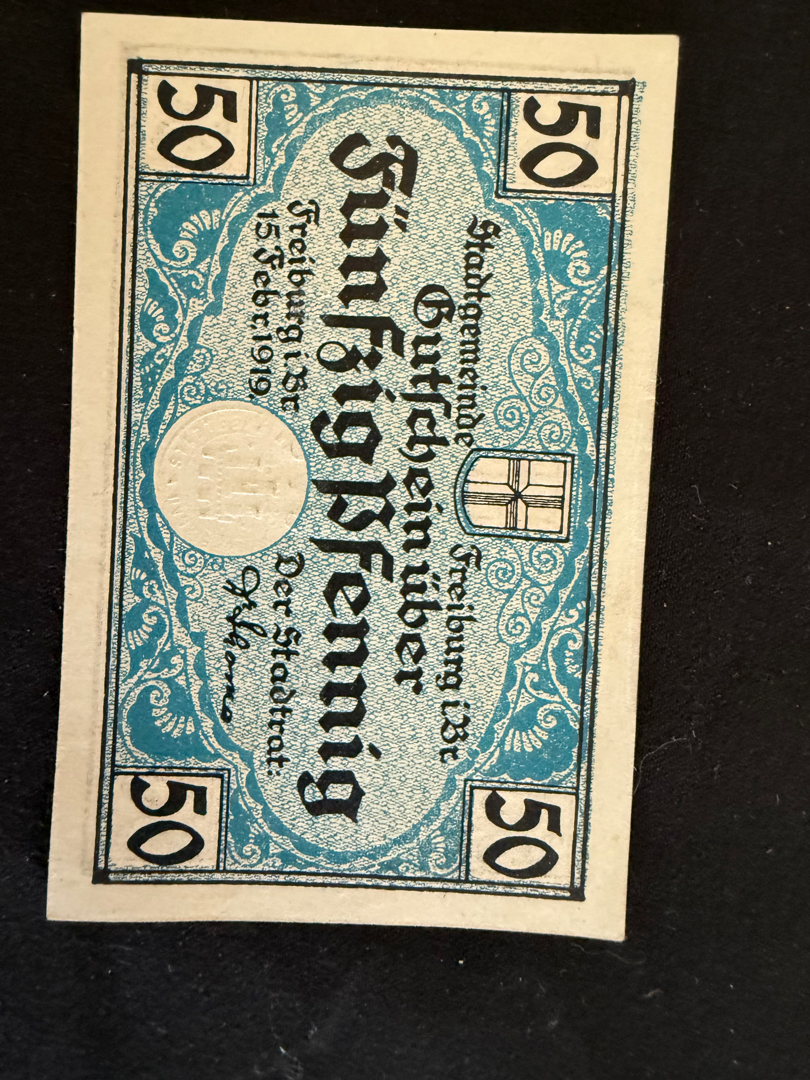 50
50
Stadtgemeinde Freiburg i. Br
Gutschein über
Fünfzig Pfennig
Freiburg i. Br
15. Febr. 1919.
Der Stadtrat:
50
50